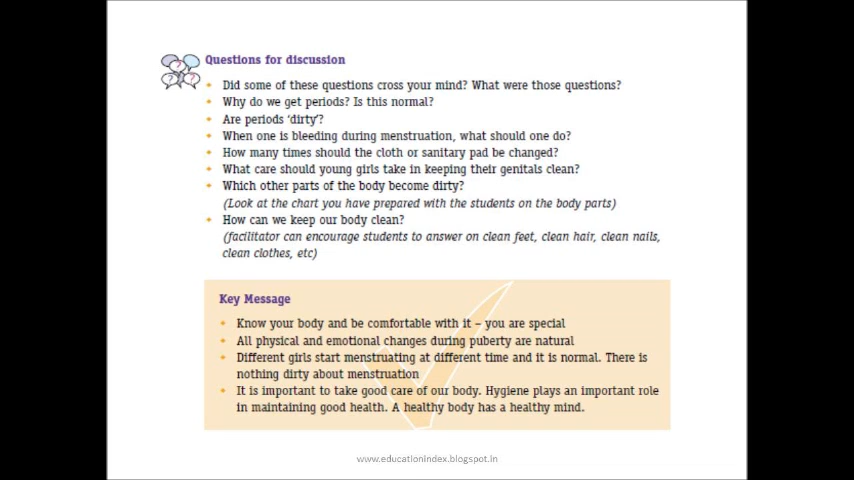 Questions for discussion
Did some of these questions cross your mind? What were those questions?
Why do we get periods? Is this normal?
Are periods ‘dirty’?
When one is bleeding during menstruation, what should one do?
How many times should the cloth or sanitary pad be changed?
What care should young girls take in keeping their genitals clean?
Which other parts of the body become dirty?
(Look at the chart you have prepared with the students on the body parts)
How can we keep our body clean?
(facilitator can encourage students to answer on clean feet, clean hair, clean nails,
clean clothes, etc)
Key Message
Know your body and be comfortable with it – you are special
All physical and emotional changes during puberty are natural
Different girls start menstruating at different time and it is normal. There is
nothing dirty about menstruation
It is important to take good care of our body. Hygiene plays an important role
in maintaining good health. A healthy body has a healthy mind.
www.educationindex.blogspot.in